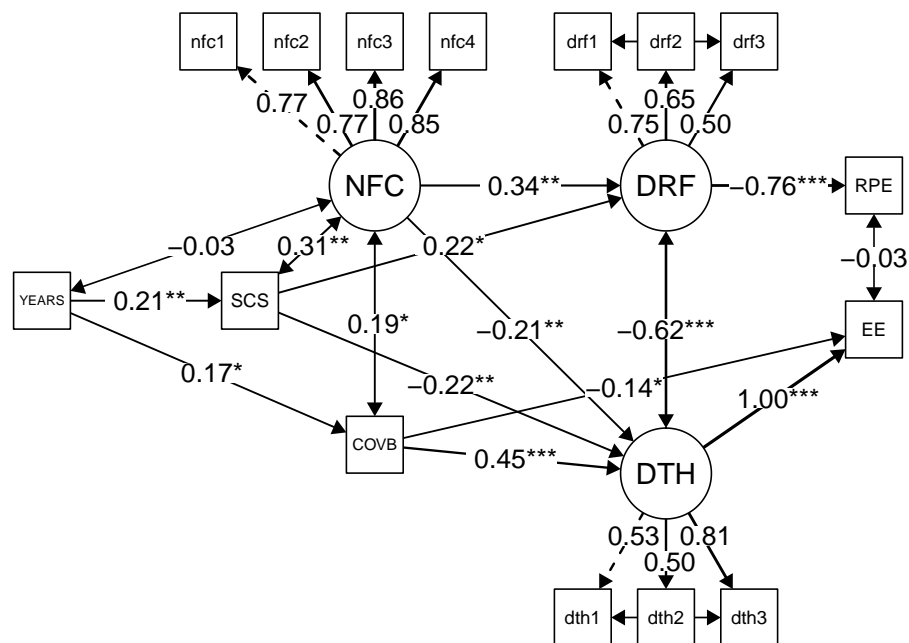 nfc1 nfc2 nfc3 nfc4 drf1 drf2 drf3
0.77 0.77 0.86 0.85 0.75 0.65 0.50
NFC 0.34** DRF −0.76*** RPE
−0.03 0.31** 0.22* −0.03
YEARS 0.21** SCS
0.19* −0.21** −0.62*** EE
0.17* −0.22** −0.14* 1.00***
COVB 0.45*** DTH
0.53 0.50 0.81
dth1 dth2 dth3